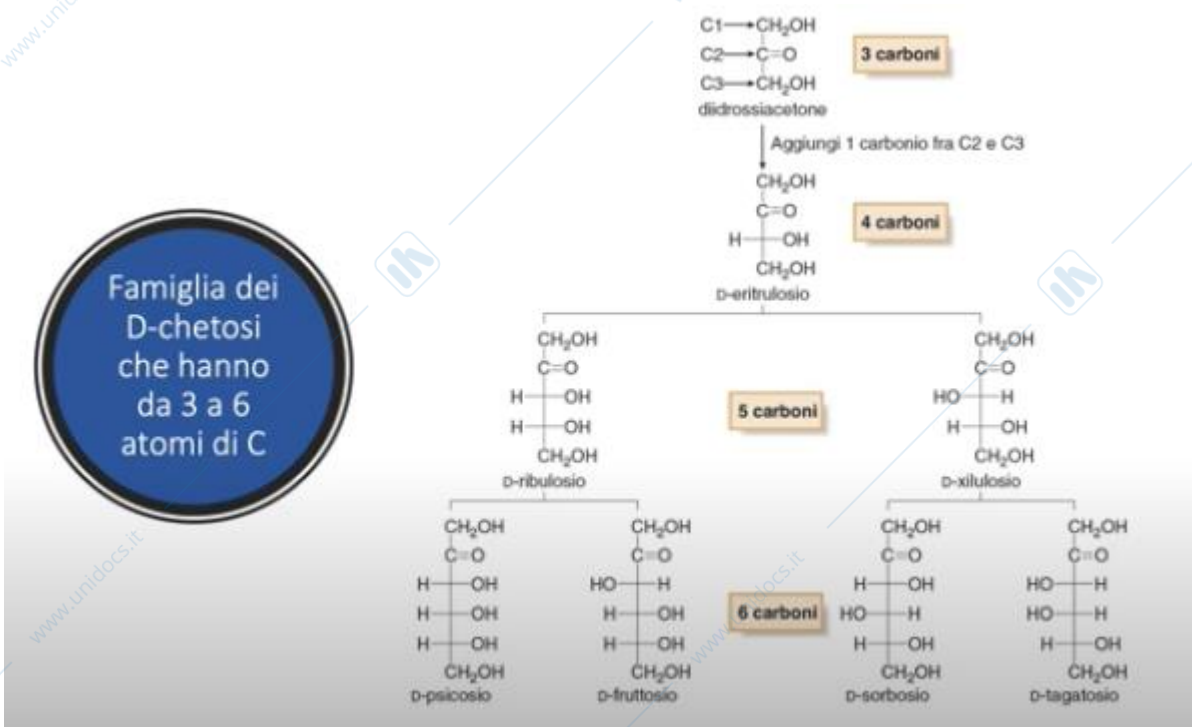 C1→CH₂OH
C2→C=O
C3→CH₂OH
diidrossiacetone
3 carboni
Aggiungi 1 carbonio fra C2 e C3
CH₂OH
C=O
H OH
CH₂OH
D-eritrulosio
4 carboni
Famiglia dei
D-chetosi
che hanno
da 3 a 6
atomi di C
CH₂OH
C=O
H OH
H OH
CH₂OH
D-ribulosio
5 carboni
CH₂OH
C=O
HO H
H OH
CH₂OH
D-xilulosio
CH₂OH
C=O
H OH
H OH
H OH
CH₂OH
D-psicosio
CH₂OH
C=O
HO H
H OH
H OH
CH₂OH
D-fruttosio
6 carboni
CH₂OH
C=O
H OH
HO H
H OH
CH₂OH
D-sorbosio
CH₂OH
C=O
HO H
HO H
H OH
CH₂OH
D-tagatosio
www.unidocs.it